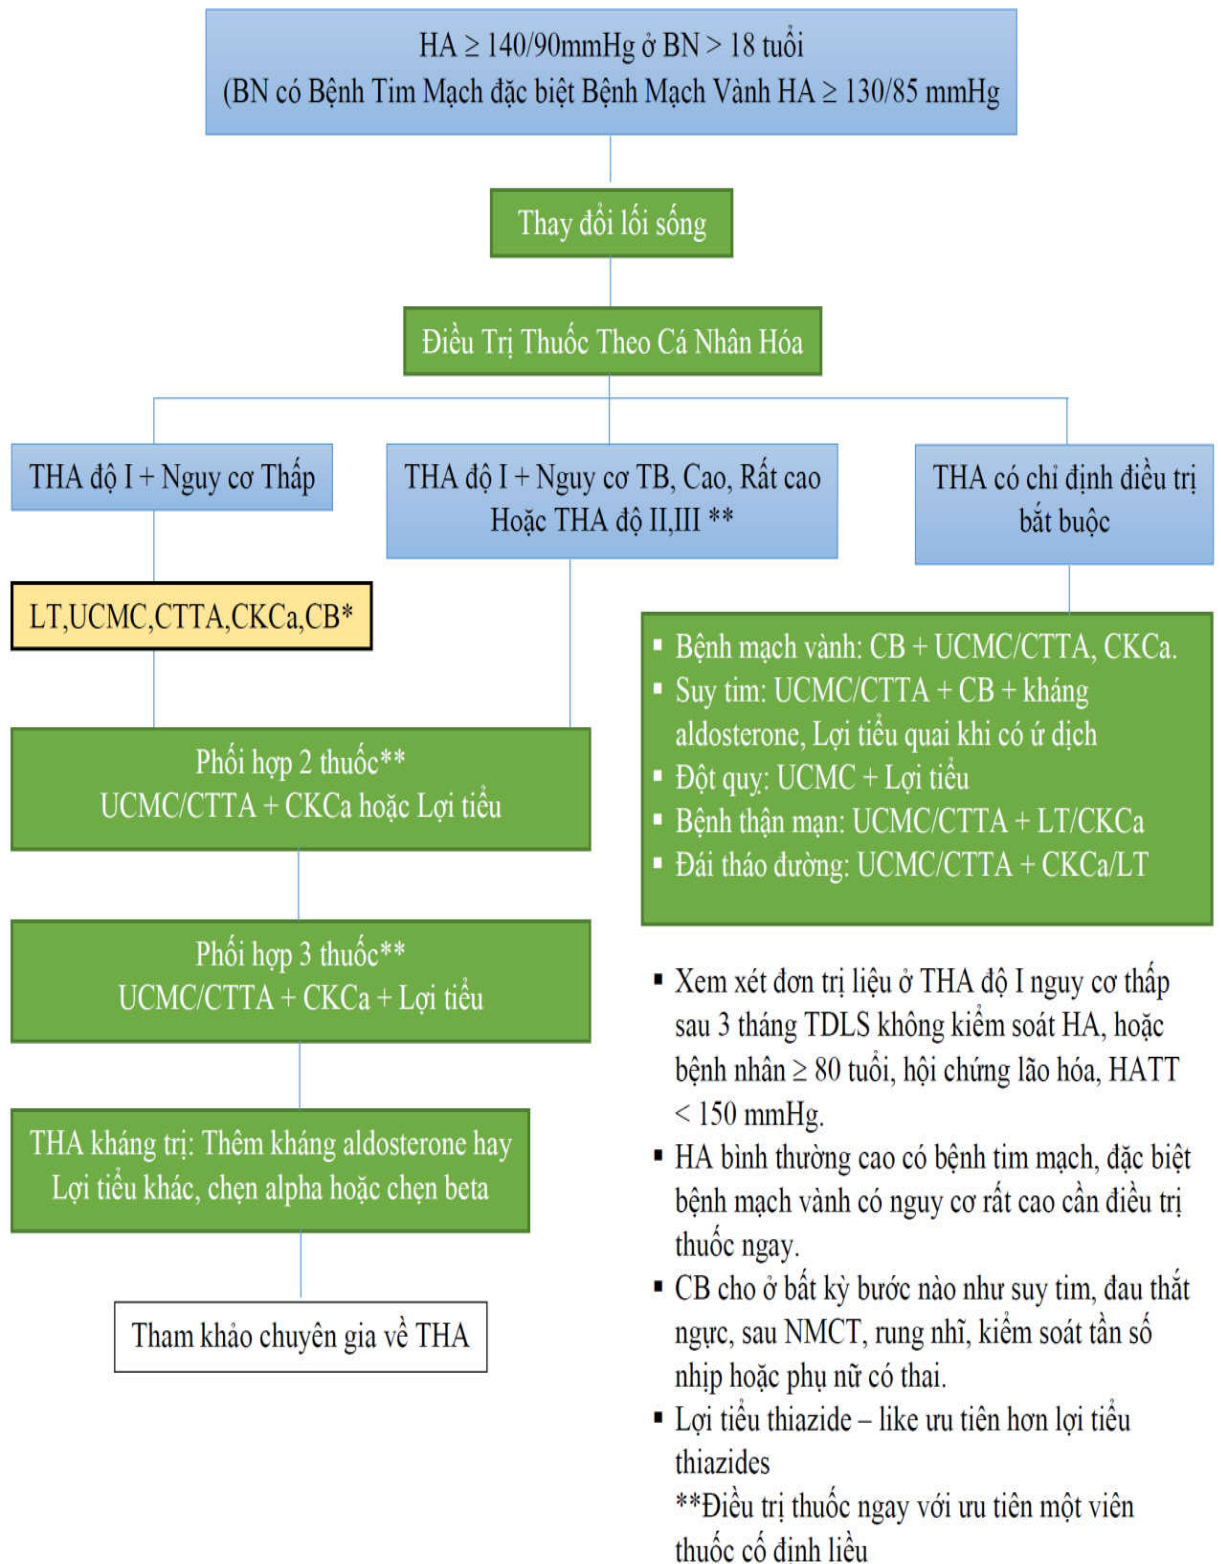 HA ≥ 140/90mmHg ở BN > 18 tuổi
(BN có Bệnh Tim Mạch đặc biệt Bệnh Mạch Vành HA ≥ 130/85 mmHg
Thay đổi lối sống
Điều Trị Thuốc Theo Cá Nhân Hóa
THA độ I + Nguy cơ Thấp
THA độ I + Nguy cơ TB, Cao, Rất cao
Hoặc THA độ II,III **
THA có chỉ định điều trị
bắt buộc
LT,UCMC,CTTA,CKCa,CB*
Phối hợp 2 thuốc**
UCMC/CTTA + CKCa hoặc Lợi tiểu
Phối hợp 3 thuốc**
UCMC/CTTA + CKCa + Lợi tiểu
THA kháng trị: Thêm kháng aldosterone hay
Lợi tiểu khác, chẹn alpha hoặc chẹn beta
Tham khảo chuyên gia về THA
▪ Bệnh mạch vành: CB + UCMC/CTTA, CKCa.
▪ Suy tim: UCMC/CTTA + CB + kháng
aldosterone, Lợi tiểu quai khi có ứ dịch
▪ Đột quỵ: UCMC + Lợi tiểu
▪ Bệnh thận mạn: UCMC/CTTA + LT/CKCa
▪ Đái tháo đường: UCMC/CTTA + CKCa/LT
▪ Xem xét đơn trị liệu ở THA độ I nguy cơ thấp
sau 3 tháng TDLS không kiểm soát HA, hoặc
bệnh nhân ≥ 80 tuổi, hội chứng lão hóa, HATT
< 150 mmHg.
▪ HA bình thường cao có bệnh tim mạch, đặc biệt
bệnh mạch vành có nguy cơ rất cao cần điều trị
thuốc ngay.
▪ CB cho ở bất kỳ bước nào như suy tim, đau thắt
ngực, sau NMCT, rung nhĩ, kiểm soát tần số
nhịp hoặc phụ nữ có thai.
▪ Lợi tiểu thiazide – like ưu tiên hơn lợi tiểu
thiazides
**Điều trị thuốc ngay với ưu tiên một viên
thuốc cố định liều